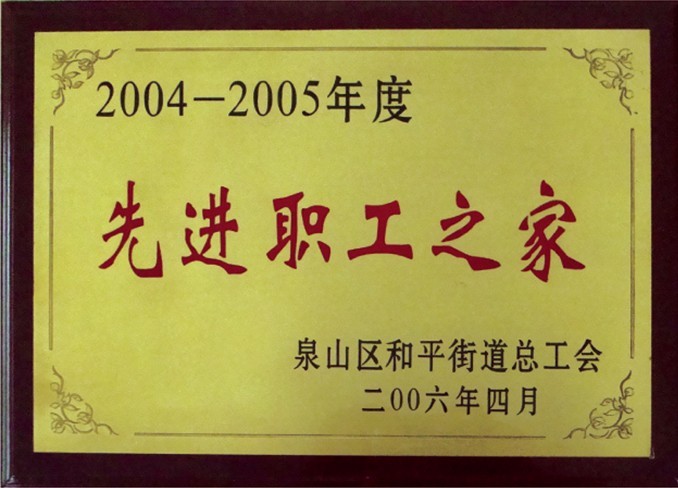 2004-2005年度
先进职工之家
泉山区和平街道总工会
二00六年四月